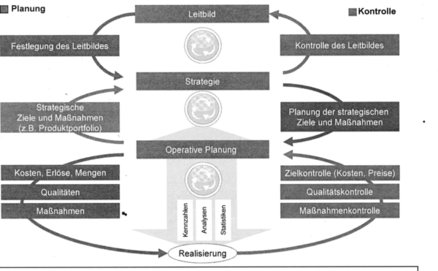 Planung
Kontrolle
Leitbild
Festlegung des Leitbildes
Kontrolle des Leitbildes
Strategie
Strategische
Ziele und Maßnahmen
(z.B. Produktportfolio)
Planung der strategischen
Ziele und Maßnahmen
Operative Planung
Kosten, Erlöse, Mengen
Qualitäten
Maßnahmen
Zielkontrolle (Kosten, Preise)
Qualitätskontrolle
Maßnahmenkontrolle
Kennzahlen
Analysen
Statistiken
Realisierung